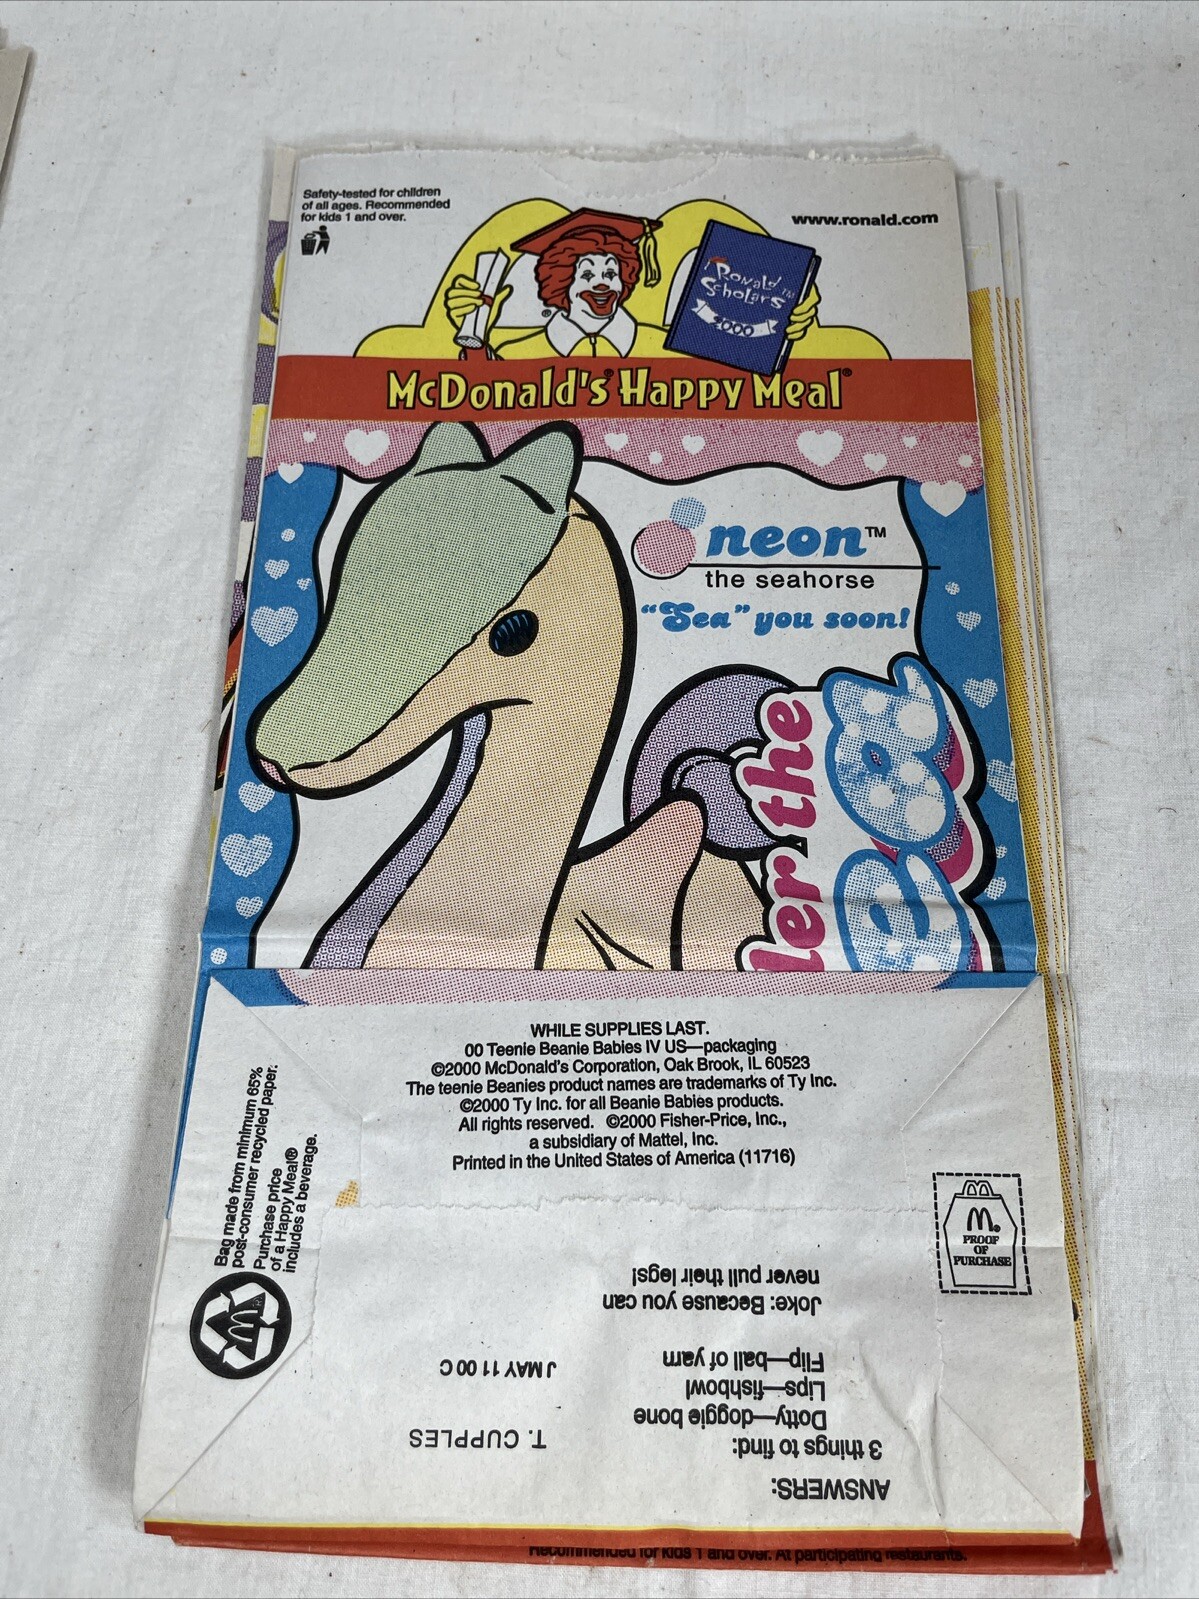 Safety-tested for children
of all ages. Recommended
for kids 1 and over.
www.ronald.com
Ronald
Scholars™
2000
McDonald's® Happy Meal®
neon™
the seahorse
"Sea" you soon!
the
WHILE SUPPLIES LAST.
00 Teenie Beanie Babies IV US—packaging
©2000 McDonald's Corporation, Oak Brook, IL 60523
The teenie Beanies product names are trademarks of Ty Inc.
©2000 Ty Inc. for all Beanie Babies products.
All rights reserved. ©2000 Fisher-Price, Inc.,
a subsidiary of Mattel, Inc.
Printed in the United States of America (11716)
Bag made from minimum 65%
post-consumer recycled paper.
Purchase price
of a Happy Meal®
includes a beverage.
M®
PROOF
OF
PURCHASE
ANSWERS:
3 things to find:
Dotty—doggie bone
Lips—fishbowl
Flip—ball of yarn
Joke: Because you can
never pull their legs!
T. CUPPLES
J MAY 11 00 C
Recommended for kids 1 and over. At participating restaurants.